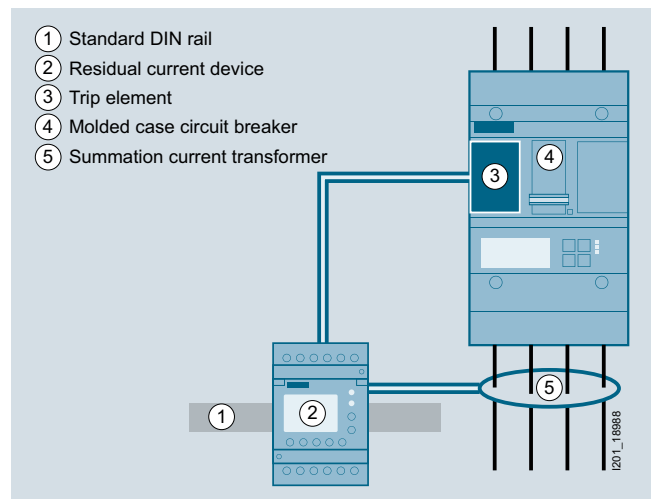 1 Standard DIN rail
2 Residual current device
3 Trip element
4 Molded case circuit breaker
5 Summation current transformer
4
3
5
1
2
I201_18988